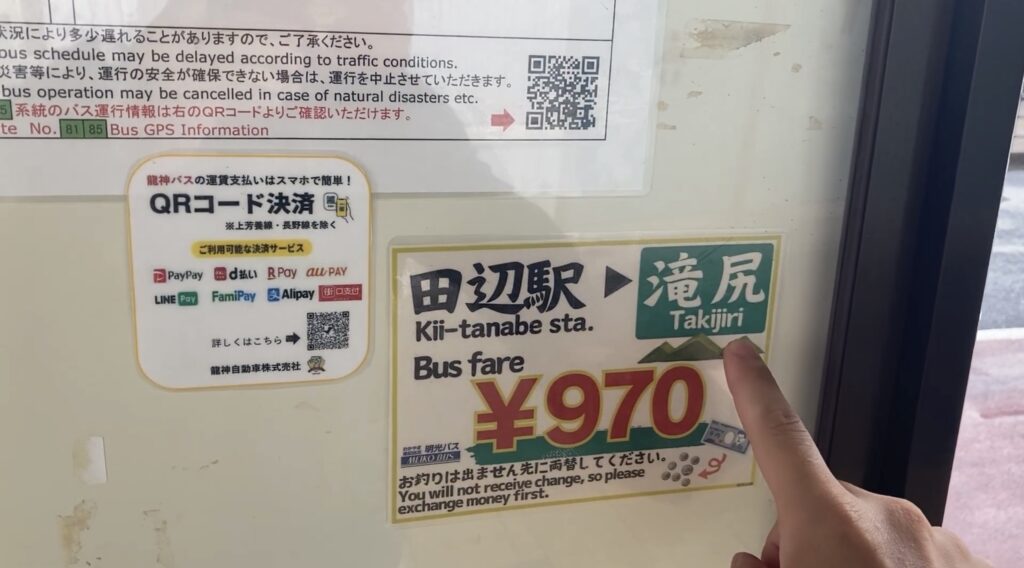 状況により多少遅れることがありますので、ご了承ください。
bus schedule may be delayed according to traffic conditions.
災害等により、運行の安全が確保できない場合は、運行を中止させていただきます。
bus operation may be cancelled in case of natural disasters etc.
5 系統のバス運行情報は右のQRコードよりご確認いただけます。
te No. 81 85 Bus GPS Information
龍神バスの運賃支払いはスマホで簡単！
QRコード決済
※上芳養線・長野線を除く
ご利用可能な決済サービス
PayPay d払い R Pay au PAY
LINE Pay FamiPay Alipay 街口支付
詳しくはこちら
龍神自動車株式会社
田辺駅 ▶ 滝尻
Kii-tanabe sta. Takijiri
Bus fare
¥970
明光バス
MEIKO BUS
お釣りは出ません先に両替してください。
You will not receive change, so please
exchange money first.